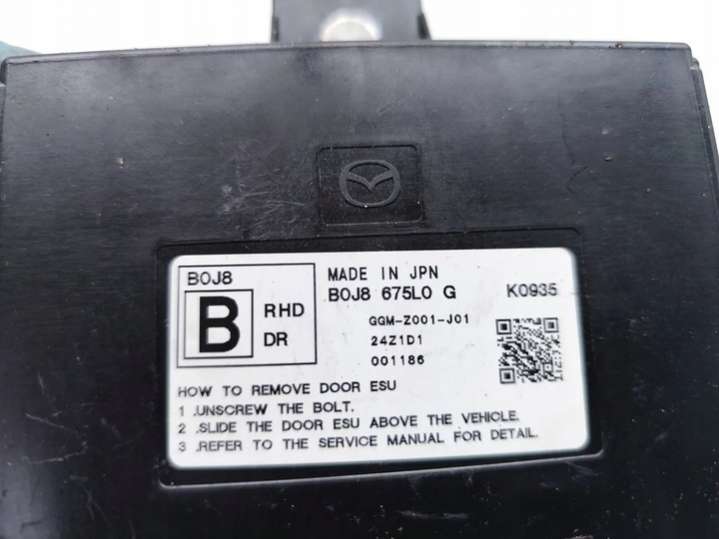 B0J8
B
RHD
DR
MADE IN JPN
B0J8 675L0 G
K0935
GGM-Z001-J01
24Z1D1
001186
HOW TO REMOVE DOOR ESU
1 .UNSCREW THE BOLT.
2 .SLIDE THE DOOR ESU ABOVE THE VEHICLE.
3 .REFER TO THE SERVICE MANUAL FOR DETAIL.